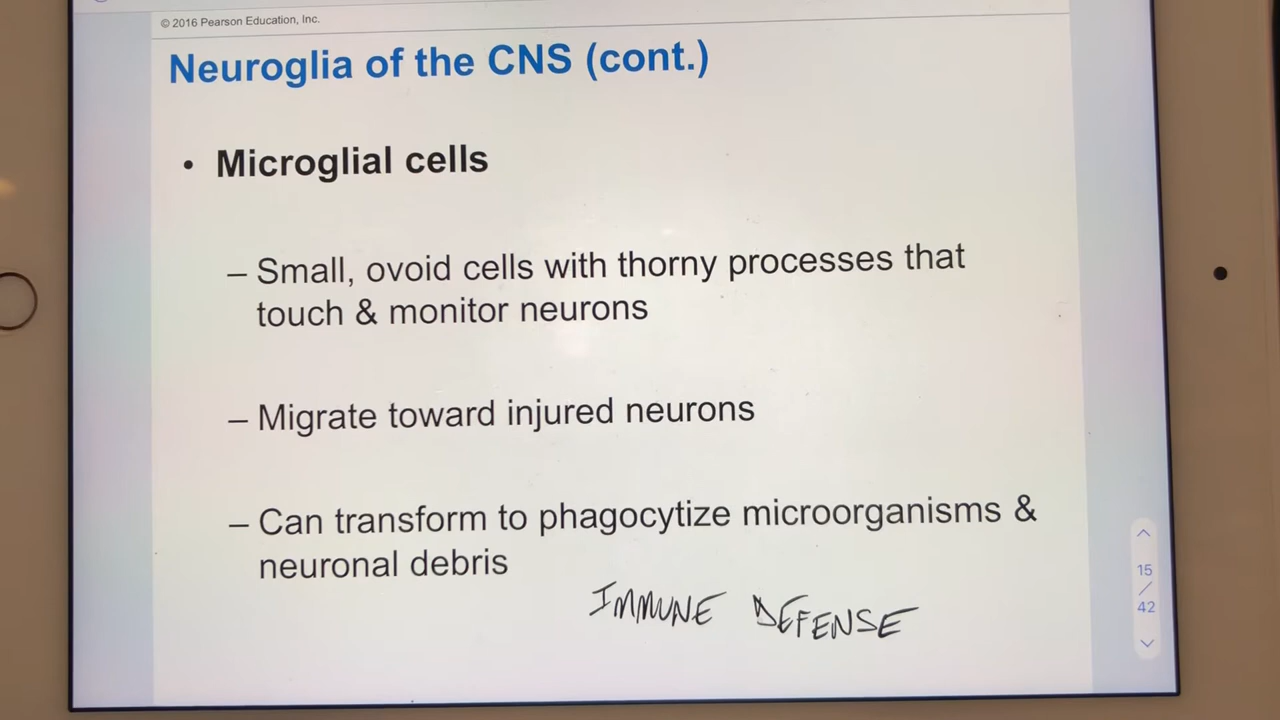 © 2016 Pearson Education, Inc.
Neuroglia of the CNS (cont.)
• Microglial cells
– Small, ovoid cells with thorny processes that
touch & monitor neurons
– Migrate toward injured neurons
– Can transform to phagocytize microorganisms &
neuronal debris
IMMUNE DEFENSE
15
/
42